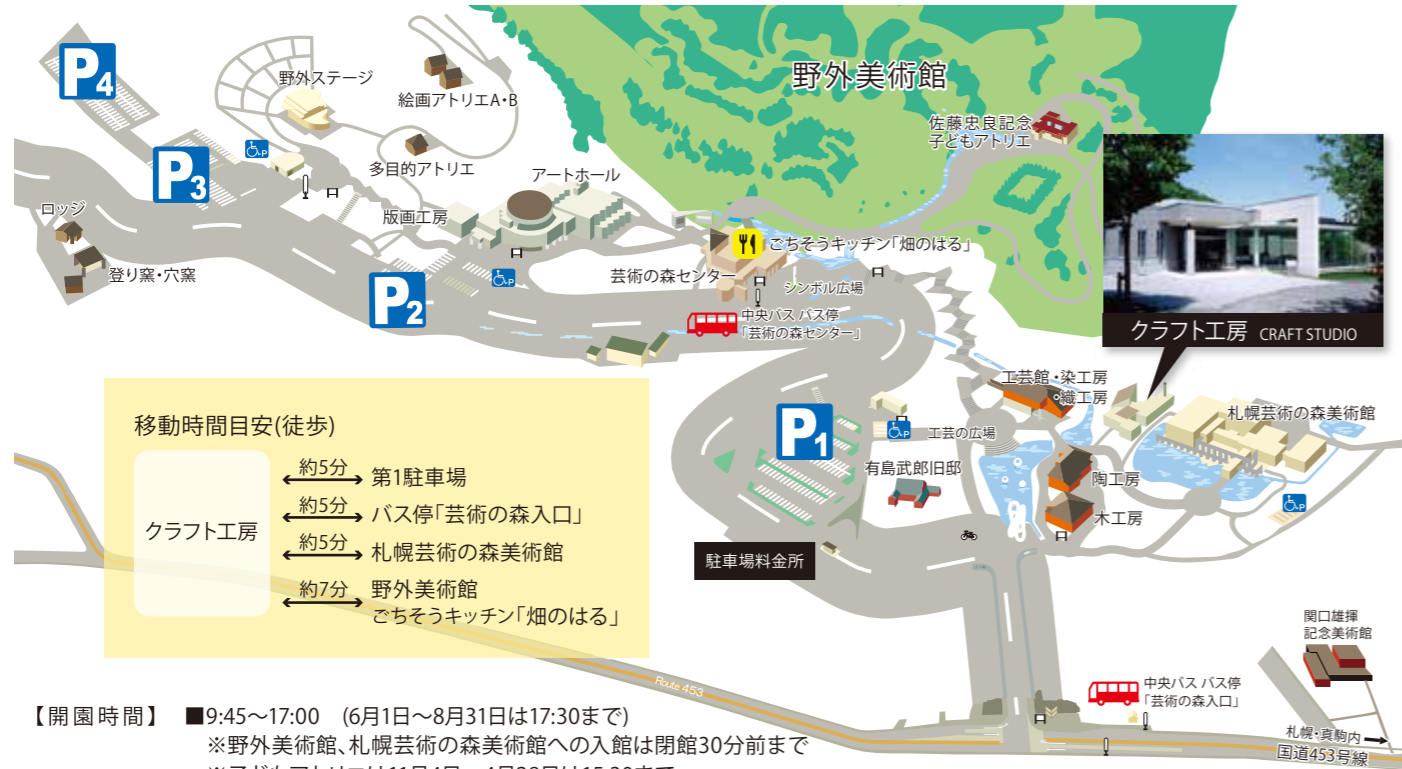 P4
野外ステージ
絵画アトリエA・B
野外美術館
佐藤忠良記念
子どもアトリエ
P3
多目的アトリエ
アートホール
版画工房
ロッジ
登り窯・穴窯
P2
P
P
ごちそうキッチン「畑のはる」
芸術の森センター
シンボル広場
中央バス バス停
「芸術の森センター」
クラフト工房 CRAFT STUDIO
工芸館・染工房
織工房
札幌芸術の森美術館
P1
P
工芸の広場
有島武郎旧邸
陶工房
木工房
P
駐車場料金所
移動時間目安(徒歩)
クラフト工房
約5分 第1駐車場
約5分 バス停「芸術の森入口」
約5分 札幌芸術の森美術館
約7分 野外美術館
ごちそうキッチン「畑のはる」
関口雄揮
記念美術館
中央バス バス停
「芸術の森入口」
札幌・真駒内
国道453号線
Route 453
【開園時間】 ■9:45〜17:00 (6月1日〜8月31日は17:30まで)
※野外美術館、札幌芸術の森美術館への入館は閉館30分前まで